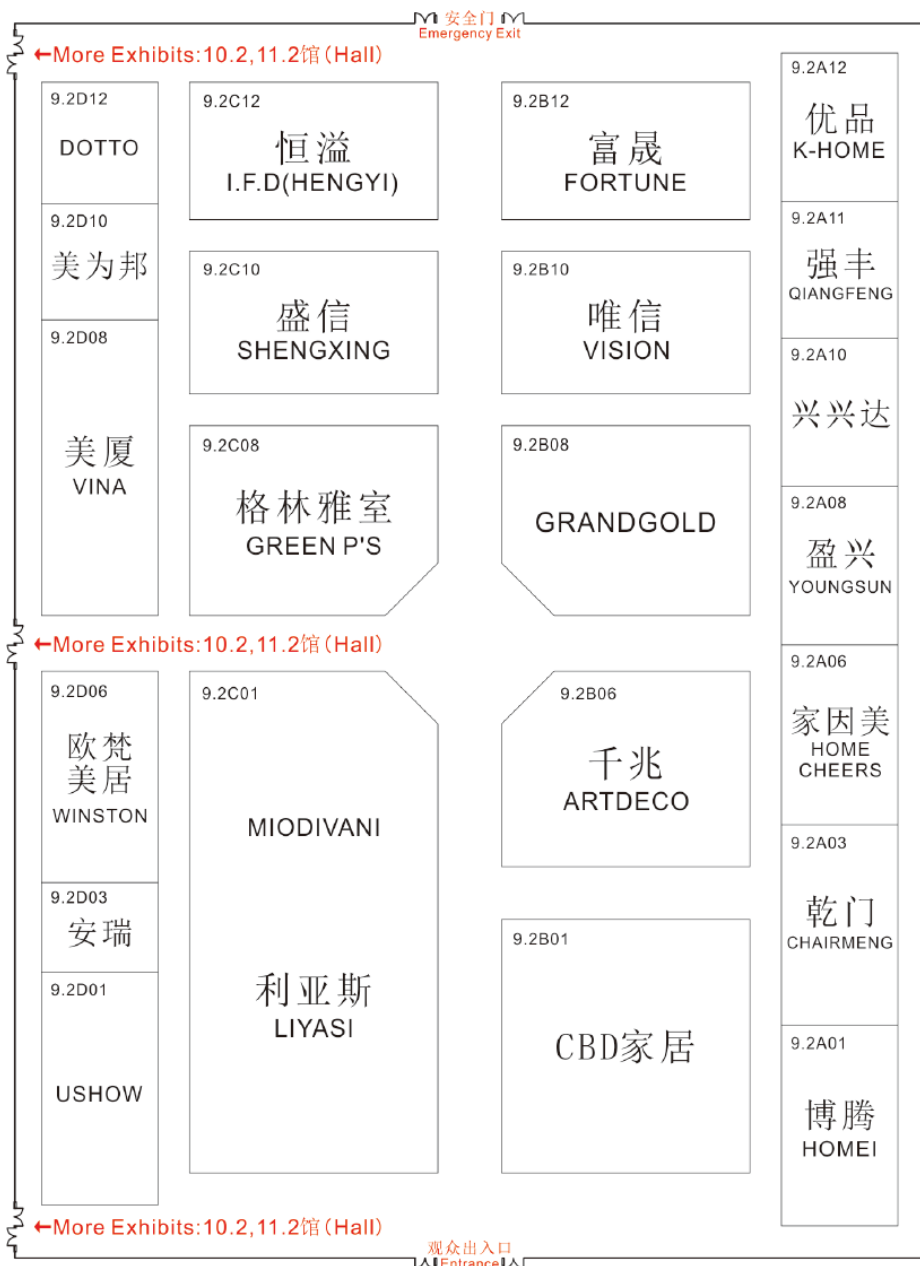 安全门
Emergency Exit
←More Exhibits:10.2,11.2馆(Hall)
9.2D12
DOTTO
9.2D10
美为邦
9.2D08
美厦
VINA
9.2C12
恒溢
I.F.D(HENGYI)
9.2C10
盛信
SHENGXING
9.2C08
格林雅室
GREEN P'S
9.2B12
富晟
FORTUNE
9.2B10
唯信
VISION
9.2B08
GRANDGOLD
9.2A12
优品
K-HOME
9.2A11
强丰
QIANGFENG
9.2A10
兴兴达
9.2A08
盈兴
YOUNGSUN
←More Exhibits:10.2,11.2馆(Hall)
9.2D06
欧梵
美居
WINSTON
9.2D03
安瑞
9.2D01
USHOW
9.2C01
MIODIVANI
利亚斯
LIYASI
9.2B06
千兆
ARTDECO
9.2B01
CBD家居
9.2A06
家因美
HOME
CHEERS
9.2A03
乾门
CHAIRMENG
9.2A01
博腾
HOMEI
←More Exhibits:10.2,11.2馆(Hall)
观众出入口
Entrance